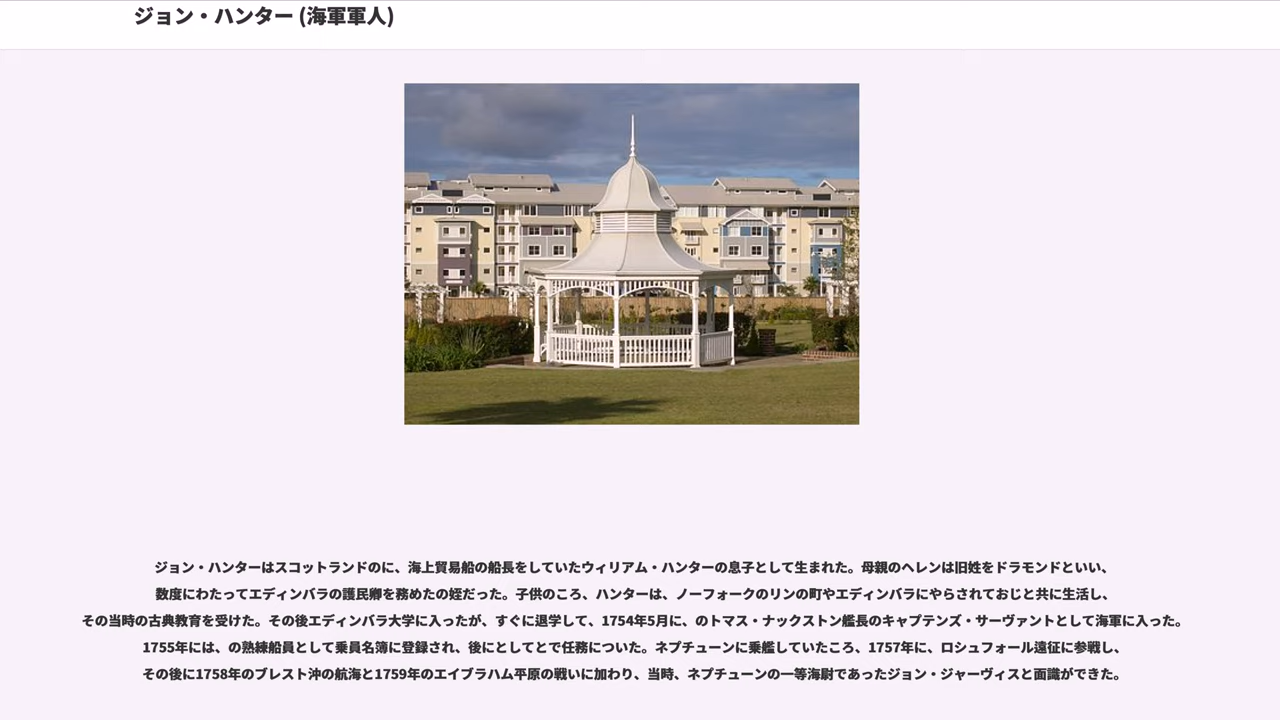 ジョン・ハンター (海軍軍人)
ジョン・ハンターはスコットランドのに、海上貿易船の船長をしていたウィリアム・ハンターの息子として生まれた。母親のヘレンは旧姓をドラモンドといい、
数度にわたってエディンバラの護民卿を務めたの姪だった。子供のころ、ハンターは、ノーフォークのリンの町やエディンバラにやらされておじと共に生活し、
その当時の古典教育を受けた。その後エディンバラ大学に入ったが、すぐに退学して、1754年5月に、のトマス・ナックストン艦長のキャプテンズ・サーヴァントとして海軍に入った。
1755年には、の熟練船員として乗員名簿に登録され、後にとしてとで任務についた。ネプチューンに乗艦していたころ、1757年に、ロシュフォール遠征に参戦し、
その後に1758年のブレスト沖の航海と1759年のエイブラハム平原の戦いに加わり、当時、ネプチューンの一等海尉であったジョン・ジャーヴィスと面識ができた。